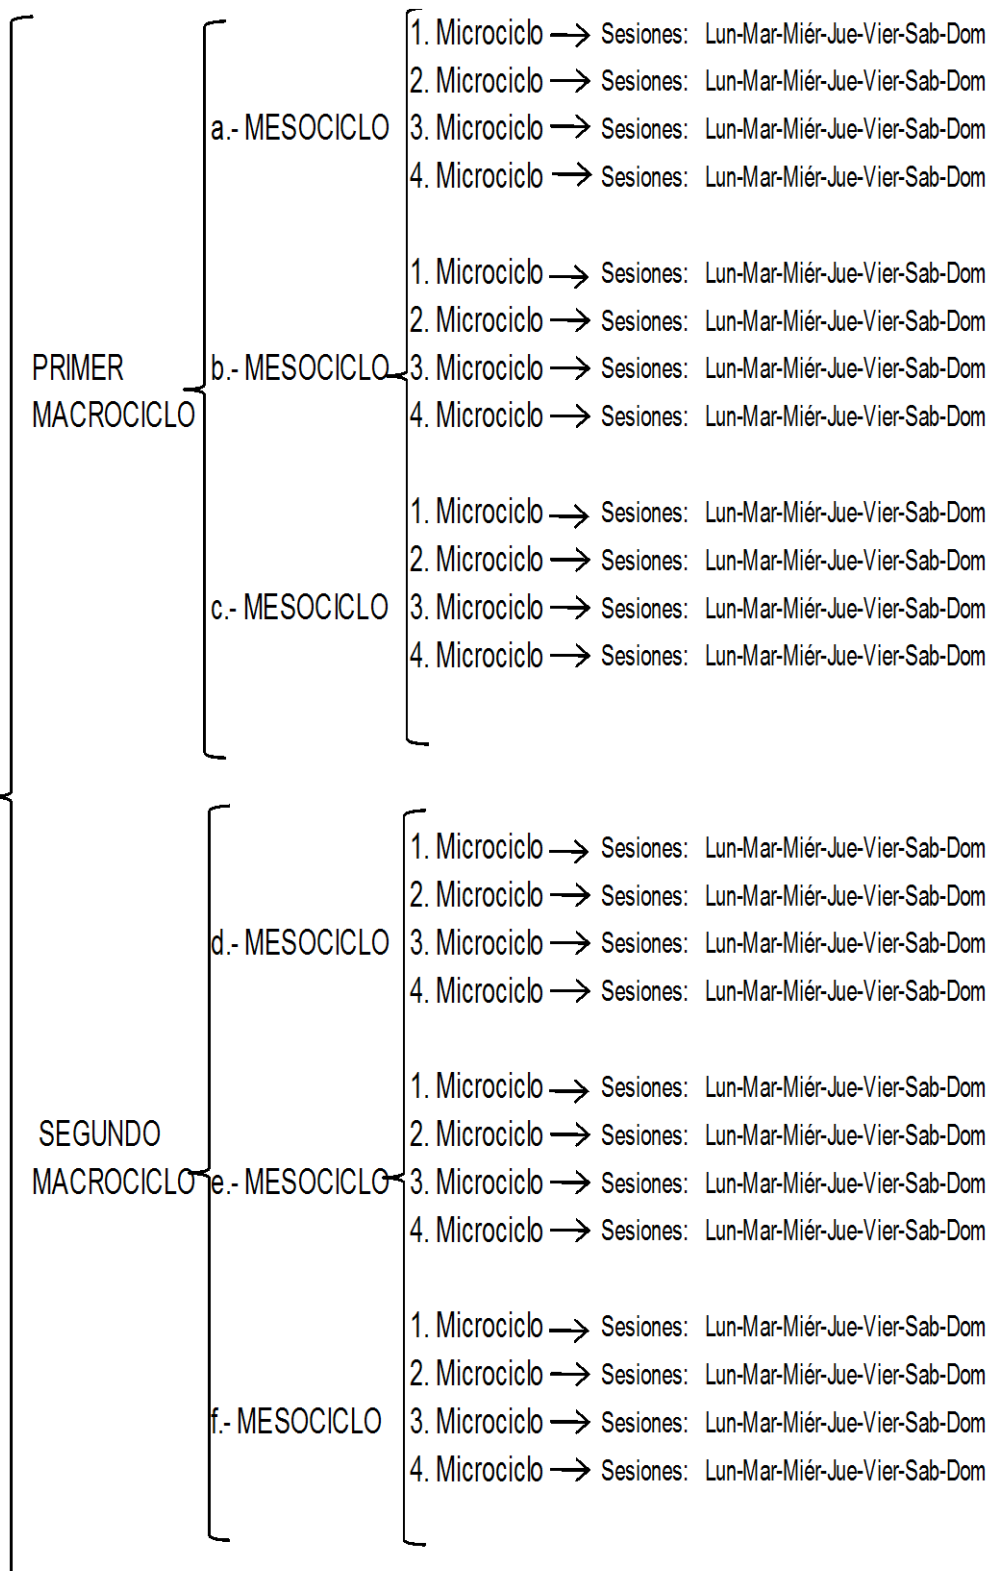 1. Microciclo → Sesiones: Lun-Mar-Miér-Jue-Vier-Sab-Dom
2. Microciclo → Sesiones: Lun-Mar-Miér-Jue-Vier-Sab-Dom
a.- MESOCICLO 3. Microciclo → Sesiones: Lun-Mar-Miér-Jue-Vier-Sab-Dom
4. Microciclo → Sesiones: Lun-Mar-Miér-Jue-Vier-Sab-Dom
1. Microciclo → Sesiones: Lun-Mar-Miér-Jue-Vier-Sab-Dom
2. Microciclo → Sesiones: Lun-Mar-Miér-Jue-Vier-Sab-Dom
PRIMER b.- MESOCICLO 3. Microciclo → Sesiones: Lun-Mar-Miér-Jue-Vier-Sab-Dom
MACROCICLO 4. Microciclo → Sesiones: Lun-Mar-Miér-Jue-Vier-Sab-Dom
1. Microciclo → Sesiones: Lun-Mar-Miér-Jue-Vier-Sab-Dom
2. Microciclo → Sesiones: Lun-Mar-Miér-Jue-Vier-Sab-Dom
c.- MESOCICLO 3. Microciclo → Sesiones: Lun-Mar-Miér-Jue-Vier-Sab-Dom
4. Microciclo → Sesiones: Lun-Mar-Miér-Jue-Vier-Sab-Dom
1. Microciclo → Sesiones: Lun-Mar-Miér-Jue-Vier-Sab-Dom
2. Microciclo → Sesiones: Lun-Mar-Miér-Jue-Vier-Sab-Dom
d.- MESOCICLO 3. Microciclo → Sesiones: Lun-Mar-Miér-Jue-Vier-Sab-Dom
4. Microciclo → Sesiones: Lun-Mar-Miér-Jue-Vier-Sab-Dom
1. Microciclo → Sesiones: Lun-Mar-Miér-Jue-Vier-Sab-Dom
SEGUNDO 2. Microciclo → Sesiones: Lun-Mar-Miér-Jue-Vier-Sab-Dom
MACROCICLO e.- MESOCICLO 3. Microciclo → Sesiones: Lun-Mar-Miér-Jue-Vier-Sab-Dom
4. Microciclo → Sesiones: Lun-Mar-Miér-Jue-Vier-Sab-Dom
1. Microciclo → Sesiones: Lun-Mar-Miér-Jue-Vier-Sab-Dom
2. Microciclo → Sesiones: Lun-Mar-Miér-Jue-Vier-Sab-Dom
f.- MESOCICLO 3. Microciclo → Sesiones: Lun-Mar-Miér-Jue-Vier-Sab-Dom
4. Microciclo → Sesiones: Lun-Mar-Miér-Jue-Vier-Sab-Dom